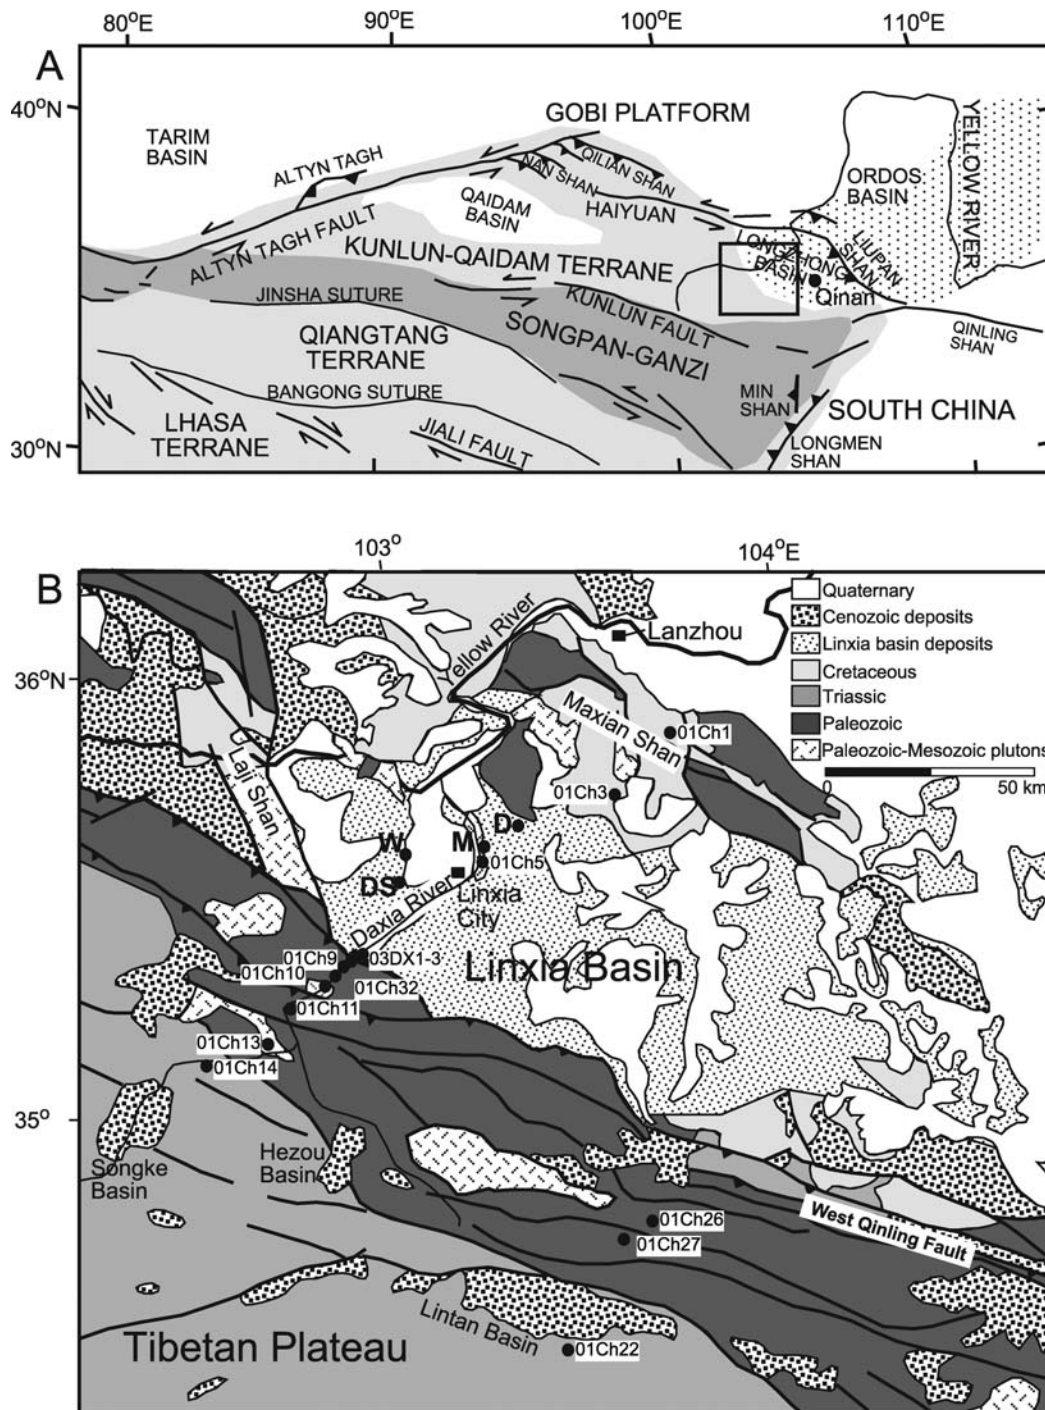 80°E
90°E
100°E
110°E
A
40°N
30°N
TARIM
BASIN
GOBI PLATFORM
ALTYN TAGH
NAN SHAN
QILIAN SHAN
ORDOS
BASIN
YELLOW RIVER
QAIDAM
BASIN
HAIYUAN
ALTYN TAGH FAULT
KUNLUN-QAIDAM TERRANE
LONGZHONG
BASIN
LIUPAN
SHAN
Qinan
JINSHA SUTURE
KUNLUN FAULT
QINLING
SHAN
QIANGTANG
TERRANE
SONGPAN-GANZI
BANGONG SUTURE
MIN
SHAN
SOUTH CHINA
LHASA
TERRANE
JIALI FAULT
LONGMEN
SHAN
103°
104°E
B
36°N
35°
Quaternary
Cenozoic deposits
Linxia basin deposits
Cretaceous
Triassic
Paleozoic
Paleozoic-Mesozoic plutons
0
50 km
Yellow River
Lanzhou
Maxian Shan
01Ch1
Laji Shan
01Ch3
D
W
M
01Ch5
DS
Linxia
City
Daxia River
01Ch9
03DX1-3
Linxia Basin
01Ch10
01Ch32
01Ch11
01Ch13
01Ch14
Songke
Basin
Hezou
Basin
01Ch26
01Ch27
West Qinling Fault
Lintan Basin
Tibetan Plateau
01Ch22